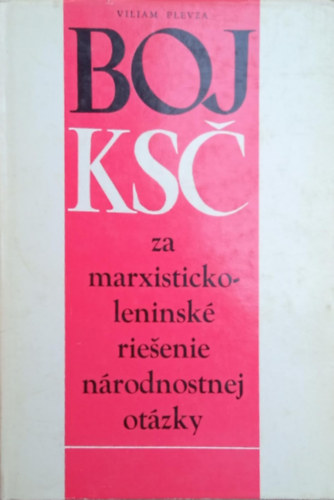 VILIAM PLEVZA
BOJ
KSČ
za
marxisticko-
leninské
riešenie
národnostnej
otázky